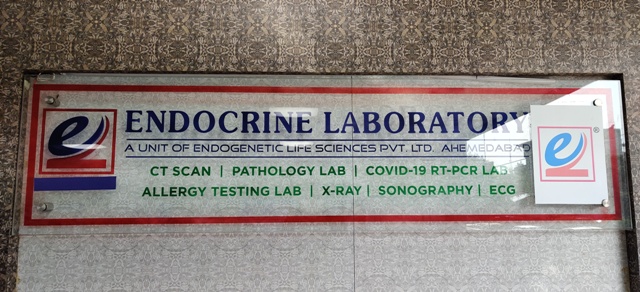 e
ENDOCRINE LABORATORY
A UNIT OF ENDOGENETIC LIFE SCIENCES PVT. LTD. AHEMEDABAD
CT SCAN | PATHOLOGY LAB | COVID-19 RT-PCR LAB
ALLERGY TESTING LAB | X-RAY | SONOGRAPHY | ECG
e ®